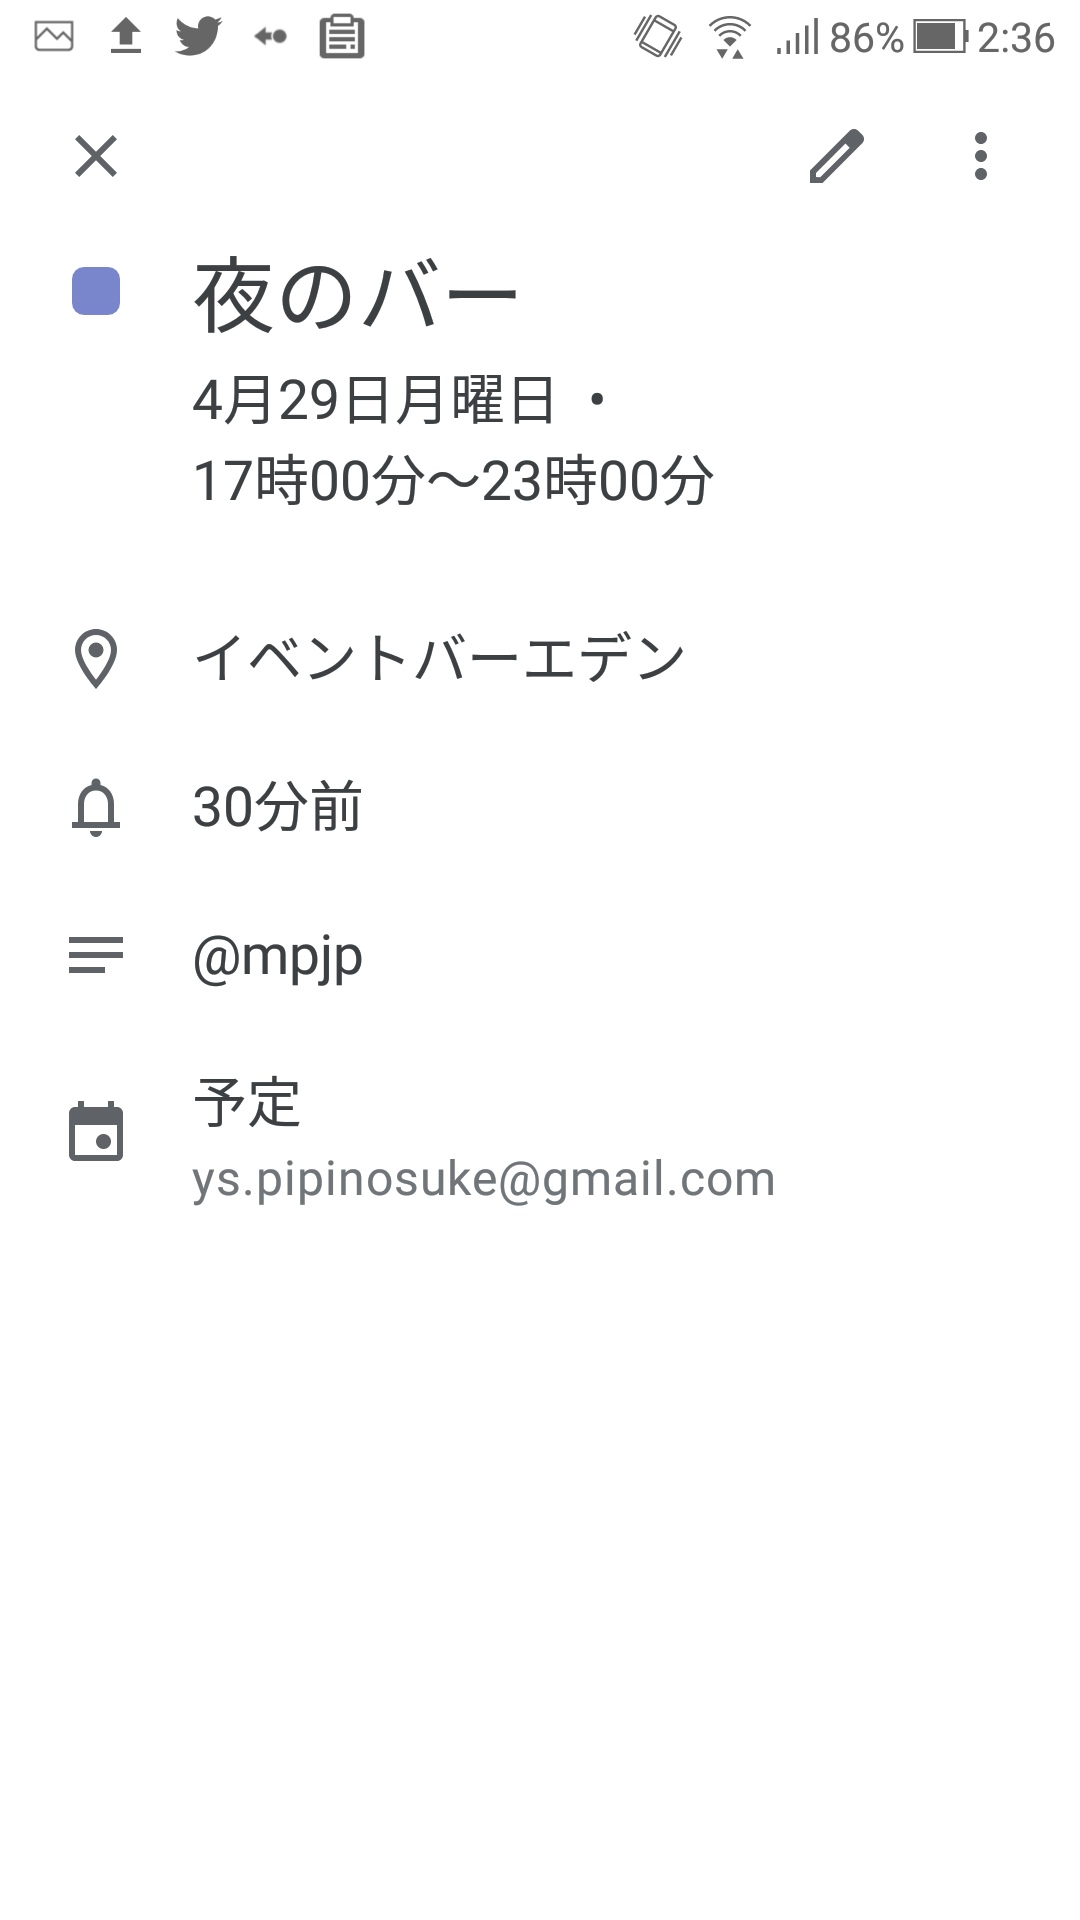 86% 2:36
夜のバー
4月29日月曜日 •
17時00分〜23時00分
イベントバーエデン
30分前
@mpjp
予定
ys.pipinosuke@gmail.com